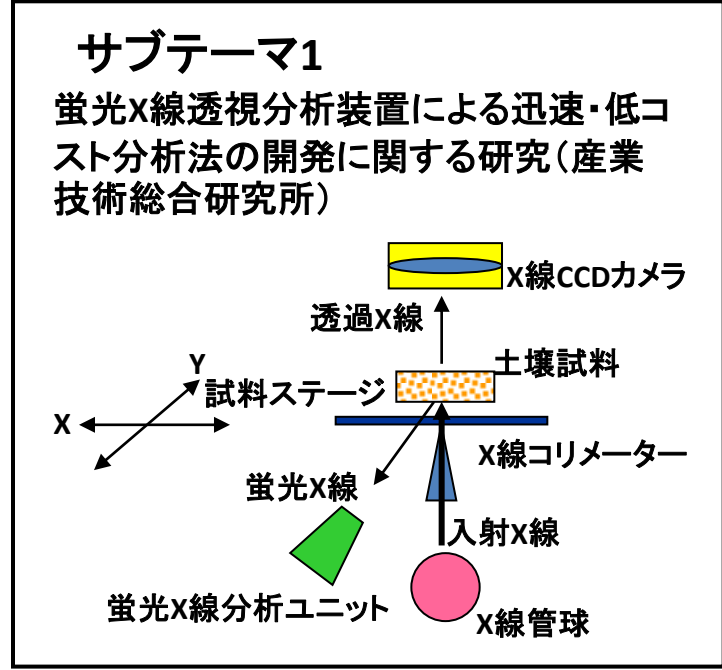 サブテーマ1
蛍光X線透視分析装置による迅速・低コ
スト分析法の開発に関する研究（産業
技術総合研究所）
X線CCDカメラ
透過X線
土壌試料
Y
試料ステージ
X
X線コリメーター
蛍光X線
入射X線
蛍光X線分析ユニット
X線管球